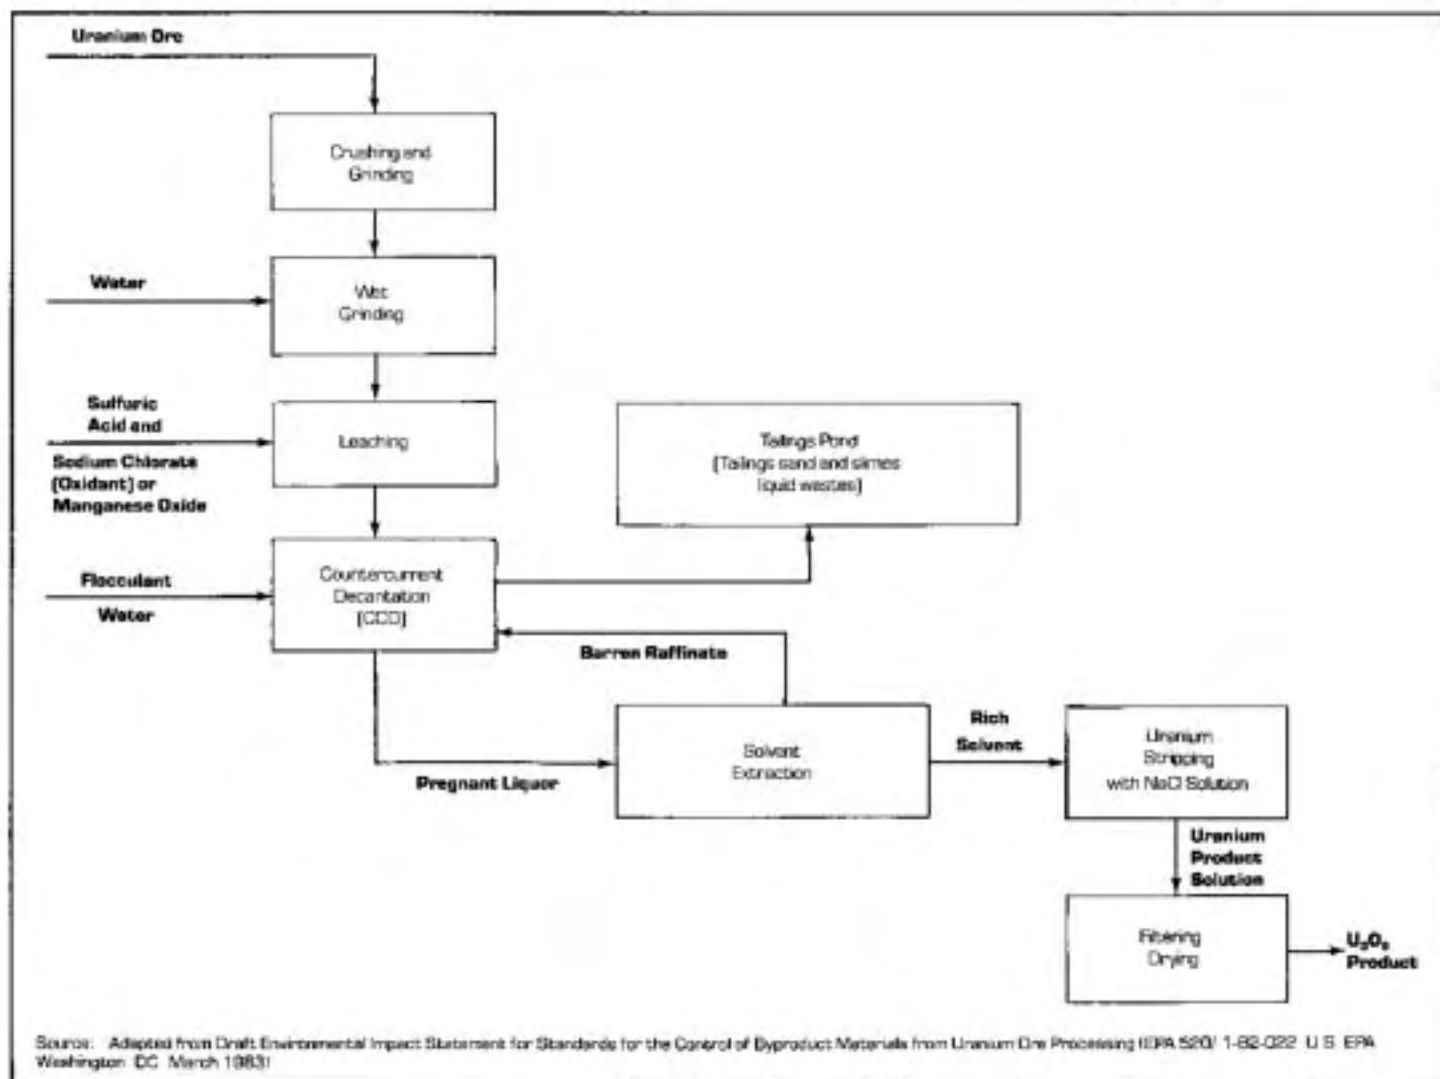 Uranium Ore
Crushing and
Grinding
Water
Wet
Grinding
Sulfuric
Acid and
Sodium Chlorate
(Oxidant) or
Manganese Oxide
Leaching
Tailings Pond
[Tailings sand and slimes
liquid wastes]
Flocculant
Water
Countercurrent
Decantation
[CCD]
Barren Raffinate
Pregnant Liquor
Solvent
Extraction
Rich
Solvent
Uranium
Stripping
with NaCl Solution
Uranium
Product
Solution
Filtering
Drying
U₃O₈
Product
Source: Adapted from Draft Environmental Impact Statement for Standards for the Control of Byproduct Materials from Uranium Ore Processing (EPA 520/ 1-82-022 U S EPA
Washington DC March 1983)